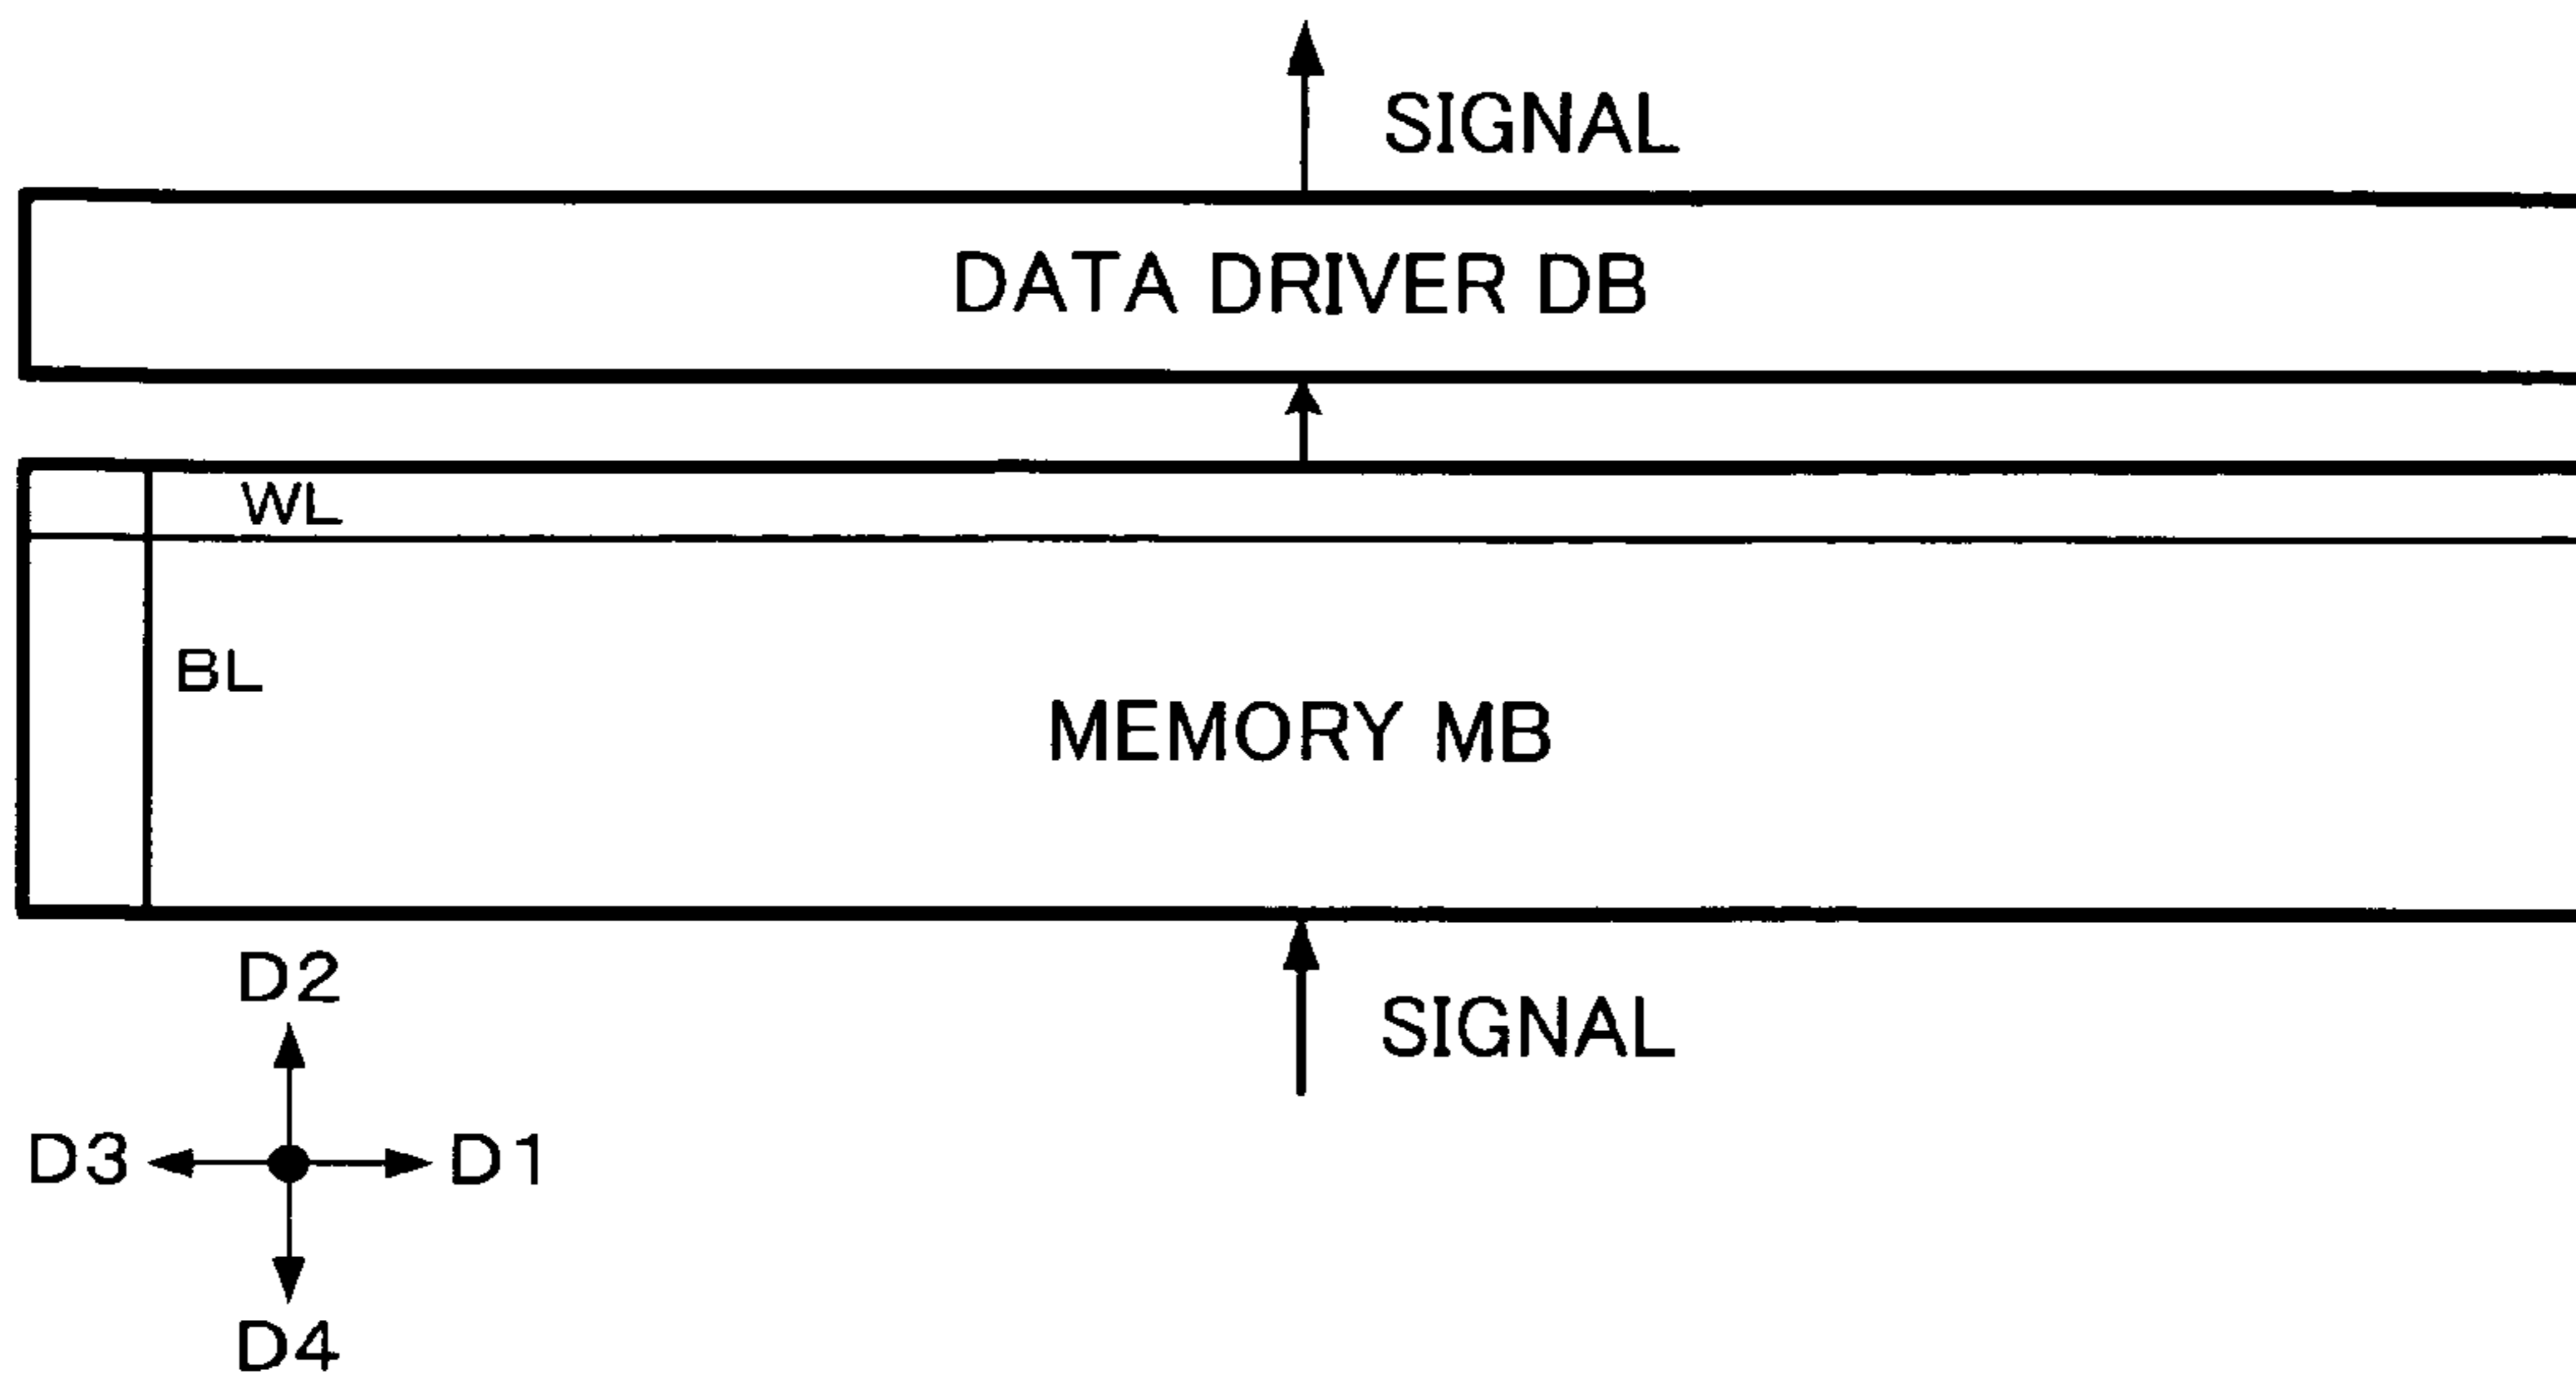 SIGNAL
DATA DRIVER DB
WL
BL
MEMORY MB
D2
SIGNAL
D3
D1
D4